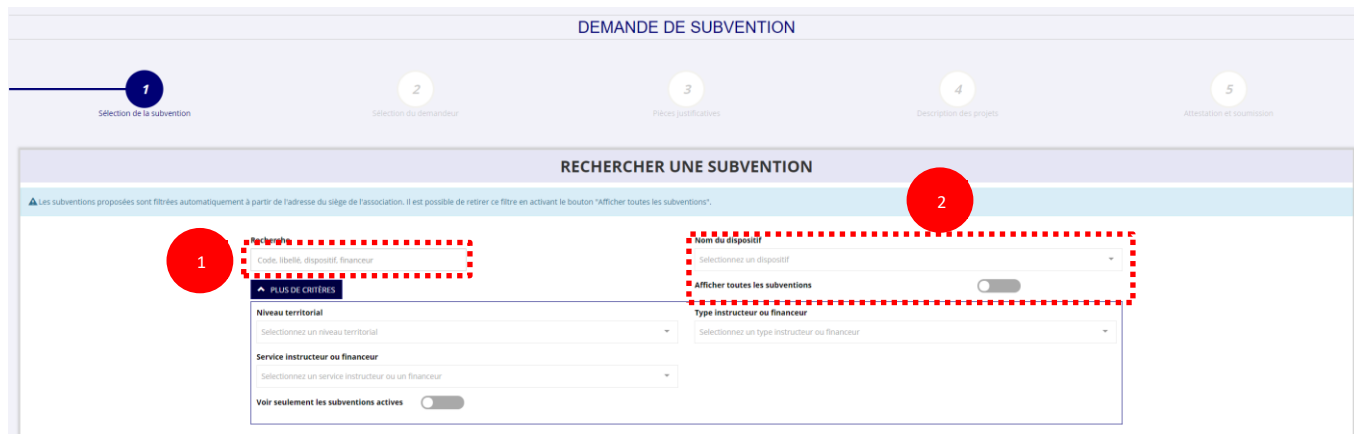 DEMANDE DE SUBVENTION
1
2
3
4
5
Sélection de la subvention
Sélection du demandeur
Pièces justificatives
Description des projets
Attestation et soumission
RECHERCHER UNE SUBVENTION
2
Les subventions proposées sont filtrées automatiquement à partir de l'adresse du siège de l'association. Il est possible de retirer ce filtre en activant le bouton "Afficher toutes les subventions".
1
Recherche
Code, libellé, dispositif, financeur
Nom du dispositif
Selectionnez un dispositif
PLUS DE CRITÈRES
Afficher toutes les subventions
Niveau territorial
Selectionnez un niveau territorial
Type instructeur ou financeur
Selectionnez un type instructeur ou financeur
Service instructeur ou financeur
Selectionnez un service instructeur ou un financeur
Voir seulement les subventions actives